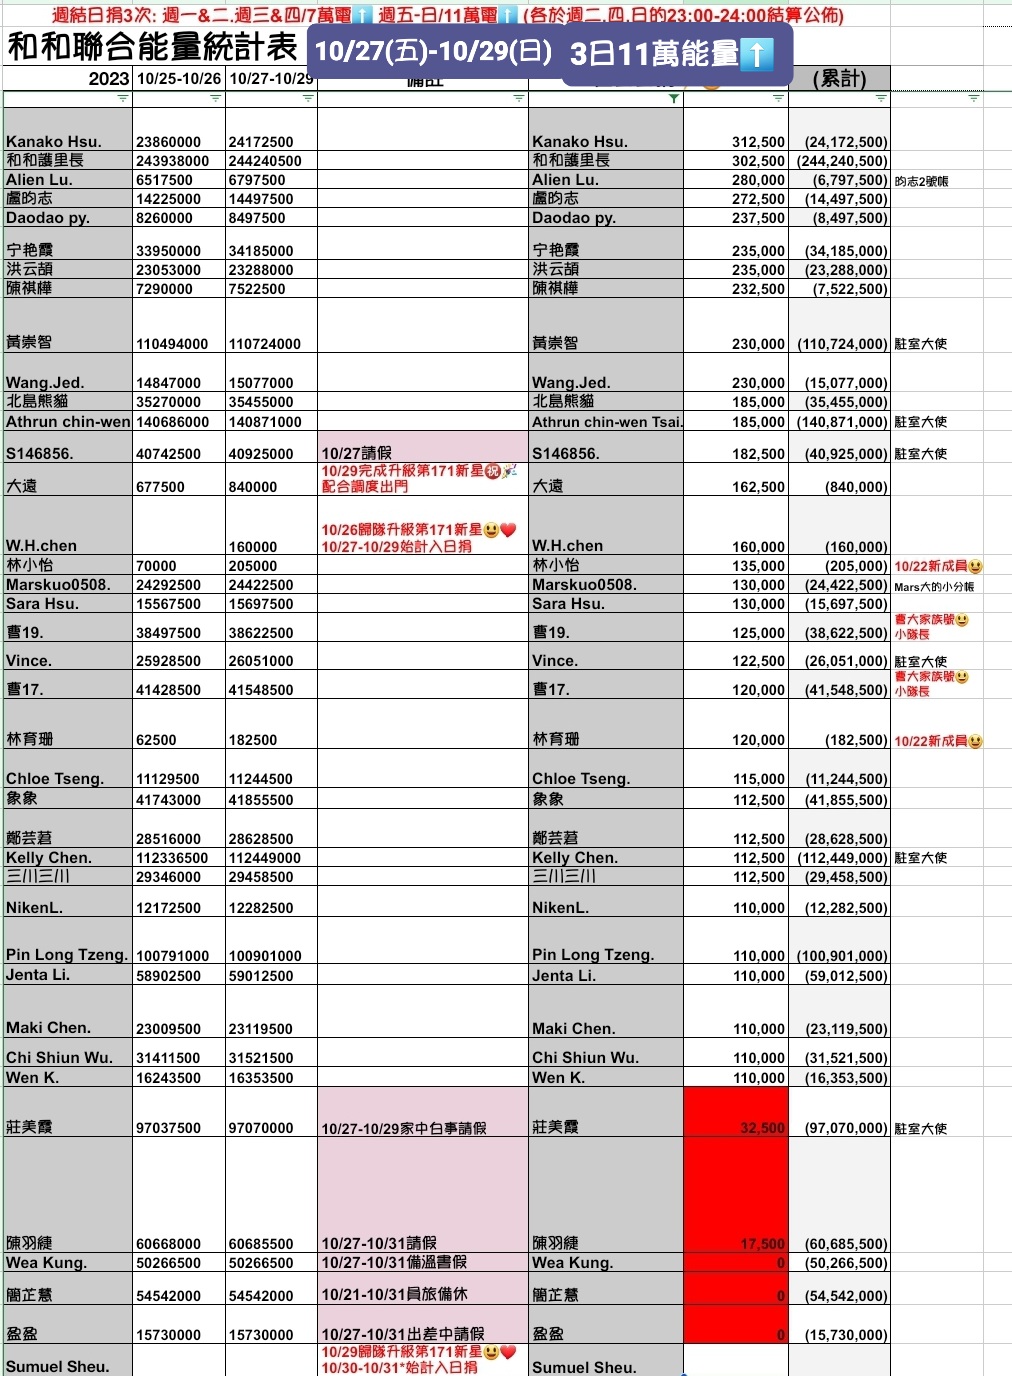 週結日捐3次: 週一&二.週三&四/7萬電⬆️ 週五-日/11萬電⬆️ (各於週二.四.日的23:00-24:00結算公佈)
和和聯合能量統計表 10/27(五)-10/29(日) 3日11萬能量⬆️
2023 10/25-10/26 10/27-10/29 備註 (累計)
Kanako Hsu. 23860000 24172500 Kanako Hsu. 312,500 (24,172,500)
和和護里長 243938000 244240500 和和護里長 302,500 (244,240,500)
Alien Lu. 6517500 6797500 Alien Lu. 280,000 (6,797,500) 昀志2號帳
盧昀志 14225000 14497500 盧昀志 272,500 (14,497,500)
Daodao py. 8260000 8497500 Daodao py. 237,500 (8,497,500)
宁艳霞 33950000 34185000 宁艳霞 235,000 (34,185,000)
洪云頡 23053000 23288000 洪云頡 235,000 (23,288,000)
陳祺樺 7290000 7522500 陳祺樺 232,500 (7,522,500)
黃崇智 110494000 110724000 黃崇智 230,000 (110,724,000) 駐室大使
Wang.Jed. 14847000 15077000 Wang.Jed. 230,000 (15,077,000)
北島熊貓 35270000 35455000 北島熊貓 185,000 (35,455,000)
Athrun chin-wen 140686000 140871000 Athrun chin-wen Tsai. 185,000 (140,871,000) 駐室大使
S146856. 40742500 40925000 10/27請假 S146856. 182,500 (40,925,000) 駐室大使
10/29完成升級第171新星㊗️🎉
大遠 677500 840000 配合調度出門 大遠 162,500 (840,000)
10/26歸隊升級第171新星😃❤️
W.H.chen 160000 10/27-10/29始計入日捐 W.H.chen 160,000 (160,000)
林小怡 70000 205000 林小怡 135,000 (205,000) 10/22新成員😃
Marskuo0508. 24292500 24422500 Marskuo0508. 130,000 (24,422,500) Mars大的小分帳
Sara Hsu. 15567500 15697500 Sara Hsu. 130,000 (15,697,500)
曹大家族號😃
曹19. 38497500 38622500 曹19. 125,000 (38,622,500) 小隊長
Vince. 25928500 26051000 Vince. 122,500 (26,051,000) 駐室大使
曹大家族號😃
曹17. 41428500 41548500 曹17. 120,000 (41,548,500) 小隊長
林育珊 62500 182500 林育珊 120,000 (182,500) 10/22新成員😃
Chloe Tseng. 11129500 11244500 Chloe Tseng. 115,000 (11,244,500)
象象 41743000 41855500 象象 112,500 (41,855,500)
鄭芸莙 28516000 28628500 鄭芸莙 112,500 (28,628,500)
Kelly Chen. 112336500 112449000 Kelly Chen. 112,500 (112,449,000) 駐室大使
三川三川 29346000 29458500 三川三川 112,500 (29,458,500)
NikenL. 12172500 12282500 NikenL. 110,000 (12,282,500)
Pin Long Tzeng. 100791000 100901000 Pin Long Tzeng. 110,000 (100,901,000)
Jenta Li. 58902500 59012500 Jenta Li. 110,000 (59,012,500)
Maki Chen. 23009500 23119500 Maki Chen. 110,000 (23,119,500)
Chi Shiun Wu. 31411500 31521500 Chi Shiun Wu. 110,000 (31,521,500)
Wen K. 16243500 16353500 Wen K. 110,000 (16,353,500)
莊美霞 97037500 97070000 10/27-10/29家中白事請假 莊美霞 32,500 (97,070,000) 駐室大使
陳羽緁 60668000 60685500 10/27-10/31請假 陳羽緁 17,500 (60,685,500)
Wea Kung. 50266500 50266500 10/27-10/31備溫書假 Wea Kung. 0 (50,266,500)
簡芷慧 54542000 54542000 10/21-10/31員旅備休 簡芷慧 0 (54,542,000)
盈盈 15730000 15730000 10/27-10/31出差中請假 盈盈 0 (15,730,000)
10/29歸隊升級第171新星😃❤️
Sumuel Sheu. 10/30-10/31*始計入日捐 Sumuel Sheu.